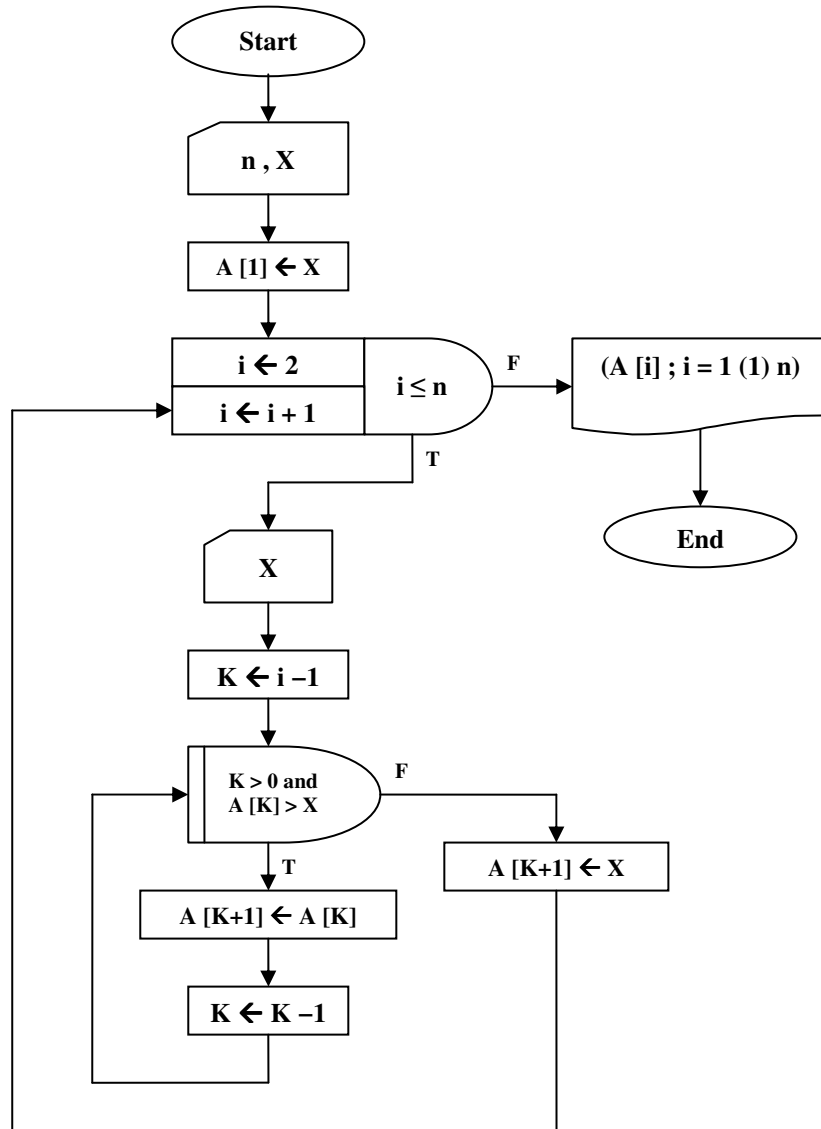 Start
n , X
A [1] 🡨 X
i 🡨 2
i 🡨 i + 1
i ≤ n
F
(A [i] ; i = 1 (1) n)
T
End
X
K 🡨 i –1
K > 0 and
A [K] > X
F
A [K+1] 🡨 X
T
A [K+1] 🡨 A [K]
K 🡨 K –1